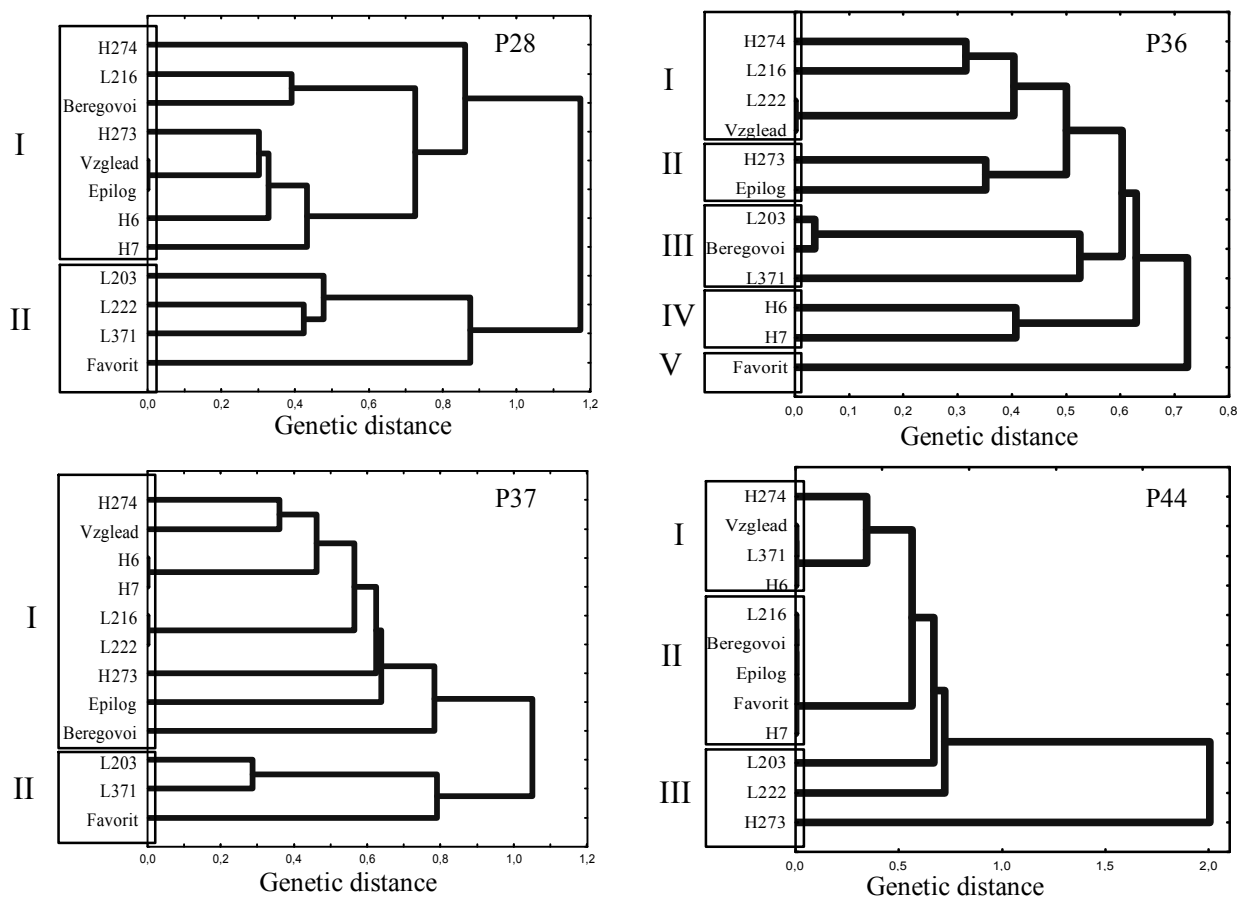 P28
I
H274
L216
Beregovoi
H273
Vzglead
Epilog
H6
H7
II
L203
L222
L371
Favorit
0,0 0,2 0,4 0,6 0,8 1,0 1,2
Genetic distance
P36
I
H274
L216
L222
Vzglead
II
H273
Epilog
III
L203
Beregovoi
L371
IV
H6
H7
V
Favorit
0,0 0,1 0,2 0,3 0,4 0,5 0,6 0,7 0,8
Genetic distance
P37
I
H274
Vzglead
H6
H7
L216
L222
H273
Epilog
Beregovoi
II
L203
L371
Favorit
0,0 0,2 0,4 0,6 0,8 1,0 1,2
Genetic distance
P44
I
H274
Vzglead
L371
H6
II
L216
Beregovoi
Epilog
Favorit
H7
III
L203
L222
H273
0,0 0,5 1,0 1,5 2,0
Genetic distance